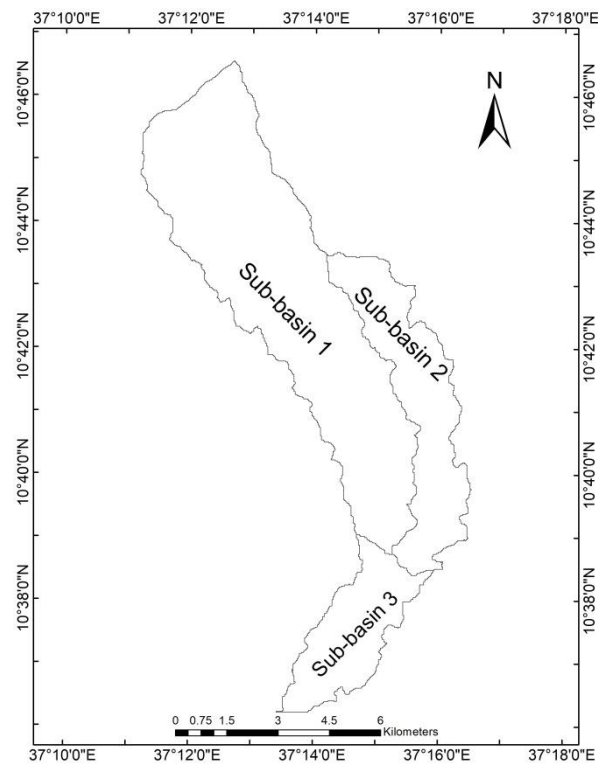 37°10'0"E 37°12'0"E 37°14'0"E 37°16'0"E 37°18'0"E
N
10°46'0"N 10°46'0"N
10°44'0"N 10°44'0"N
Sub-basin 1
Sub-basin 2
10°42'0"N 10°42'0"N
10°40'0"N 10°40'0"N
10°38'0"N 10°38'0"N
Sub-basin 3
0 0.75 1.5 3 4.5 6
Kilometers
37°10'0"E 37°12'0"E 37°14'0"E 37°16'0"E 37°18'0"E